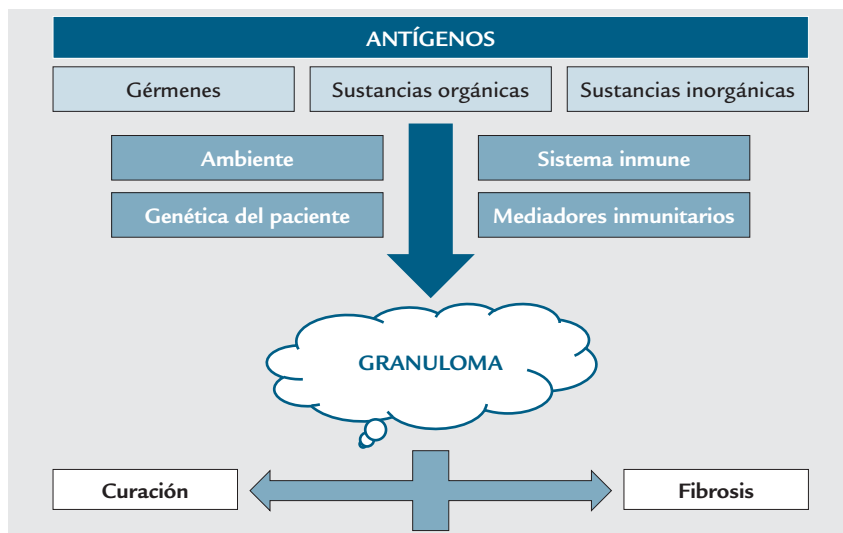 ANTÍGENOS
Gérmenes
Sustancias orgánicas
Sustancias inorgánicas
Ambiente
Sistema inmune
Genética del paciente
Mediadores inmunitarios
GRANULOMA
Curación
Fibrosis